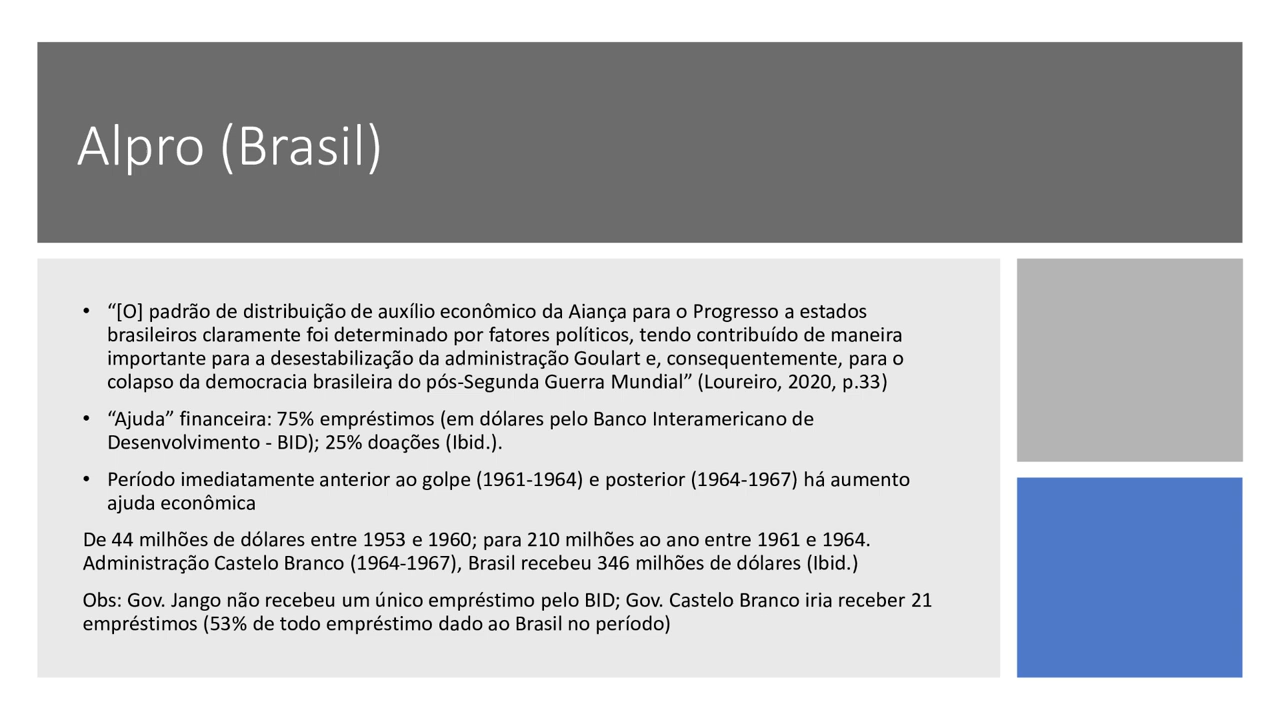 Alpro (Brasil)
• “[O] padrão de distribuição de auxílio econômico da Aiança para o Progresso a estados
brasileiros claramente foi determinado por fatores políticos, tendo contribuído de maneira
importante para a desestabilização da administração Goulart e, consequentemente, para o
colapso da democracia brasileira do pós-Segunda Guerra Mundial” (Loureiro, 2020, p.33)
• “Ajuda” financeira: 75% empréstimos (em dólares pelo Banco Interamericano de
Desenvolvimento - BID); 25% doações (Ibid.).
• Período imediatamente anterior ao golpe (1961-1964) e posterior (1964-1967) há aumento
ajuda econômica
De 44 milhões de dólares entre 1953 e 1960; para 210 milhões ao ano entre 1961 e 1964.
Administração Castelo Branco (1964-1967), Brasil recebeu 346 milhões de dólares (Ibid.)
Obs: Gov. Jango não recebeu um único empréstimo pelo BID; Gov. Castelo Branco iria receber 21
empréstimos (53% de todo empréstimo dado ao Brasil no período)